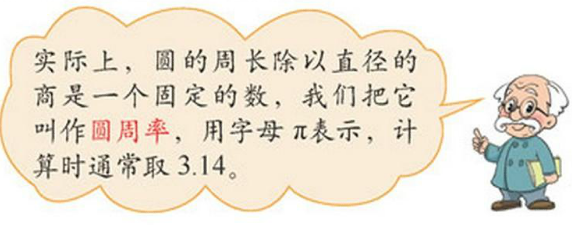 实际上，圆的周长除以直径的
商是一个固定的数，我们把它
叫作圆周率，用字母 π表示，计
算时通常取 3.14。